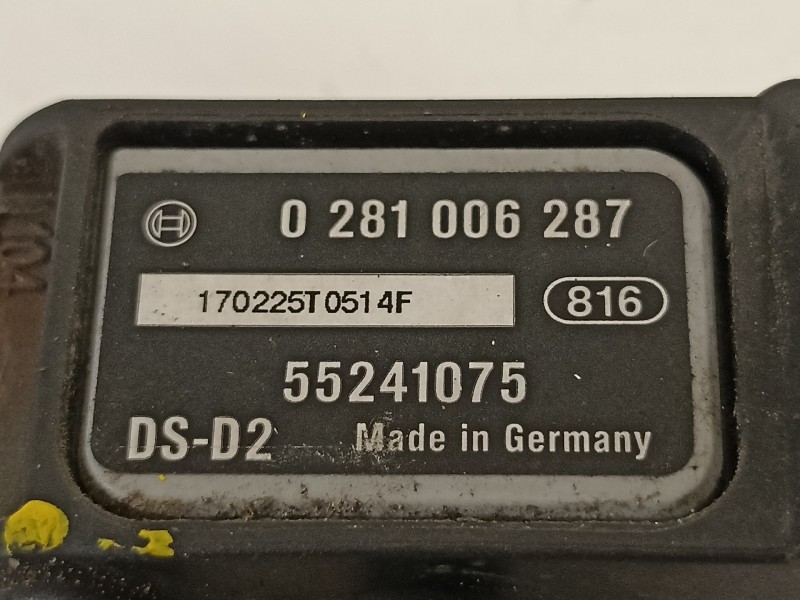 0 281 006 287
170225T0514F
816
55241075
DS-D2 Made in Germany